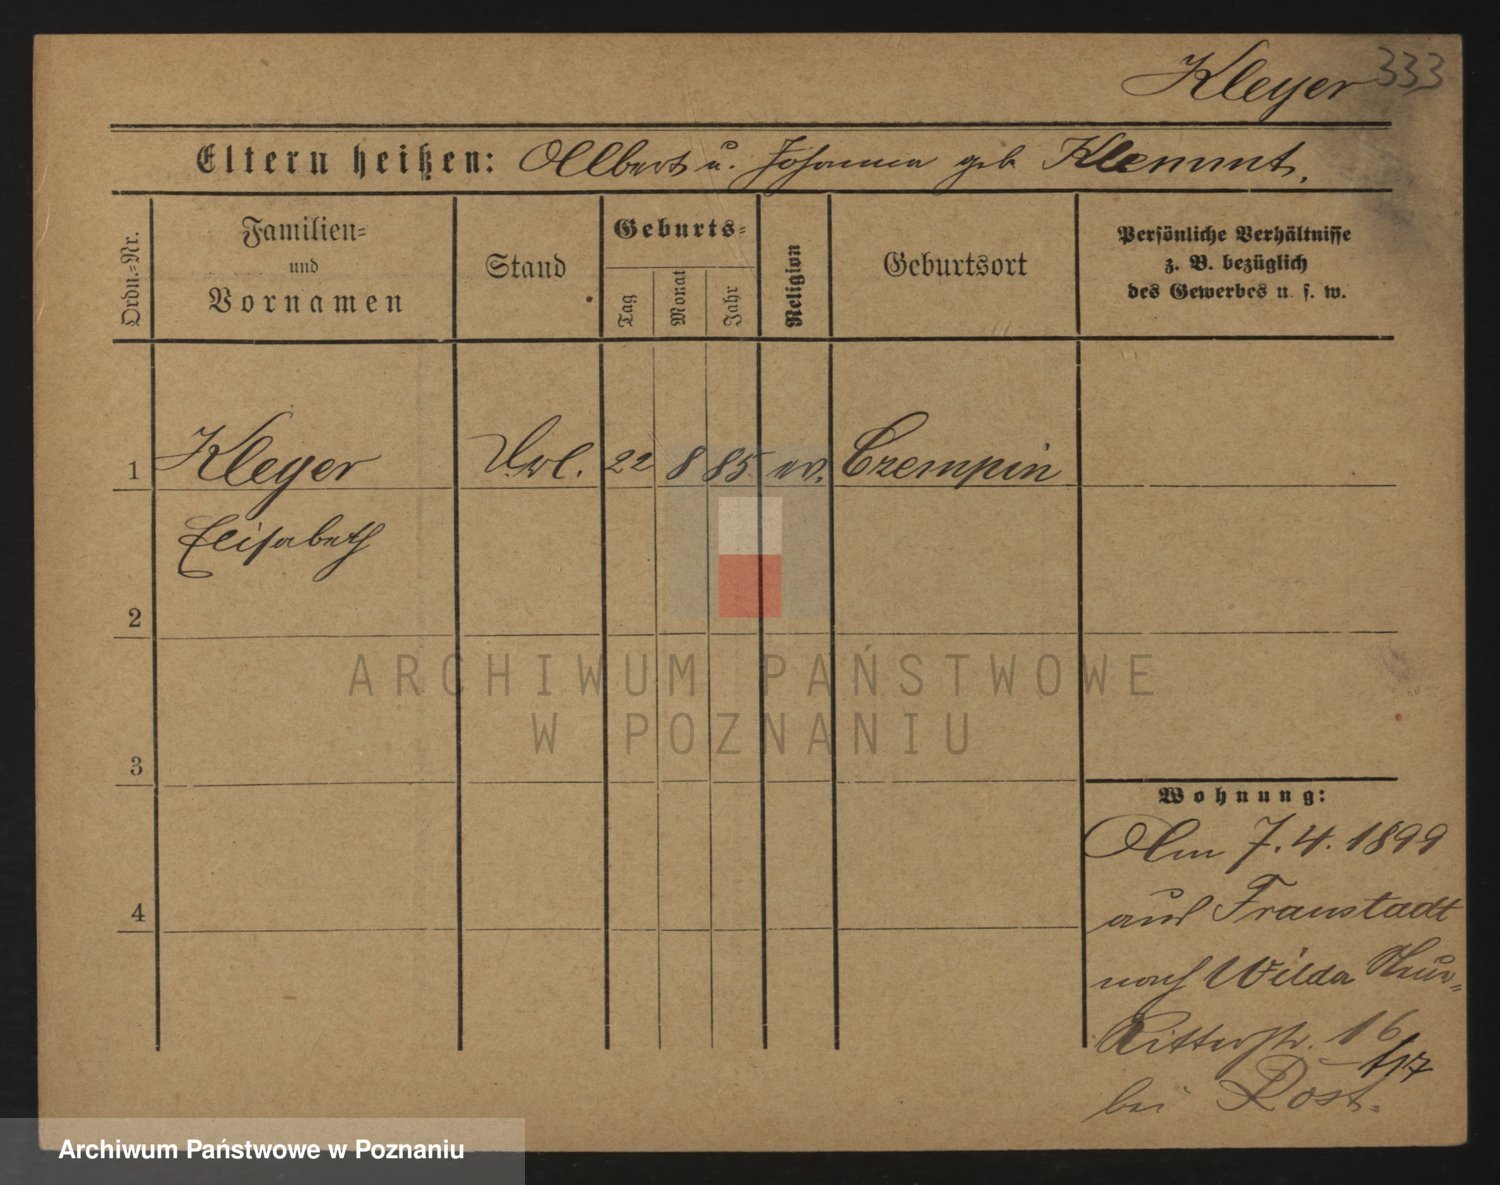 Kleyer 333
Eltern heißen: Albert u. Johanna geb Klemmt.
Ordn.=Nr.
Familien=
und
Vornamen
Stand
Geburts=
Tag
Monat
Jahr
Religion
Geburtsort
Persönliche Verhältnisse
z. B. bezüglich
des Gewerbes u. s. w.
1 Kleyer 22 8 85 ev. Czempin
Elisabeth
2
ARCHIWUM PAŃSTWOWE
W POZNANIU
3
Wohnung:
Am 7.4.1899
aus Fraustadt
nach Wilda
Ritterstr. 16
bei Rost.
4
Archiwum Państwowe w Poznaniu